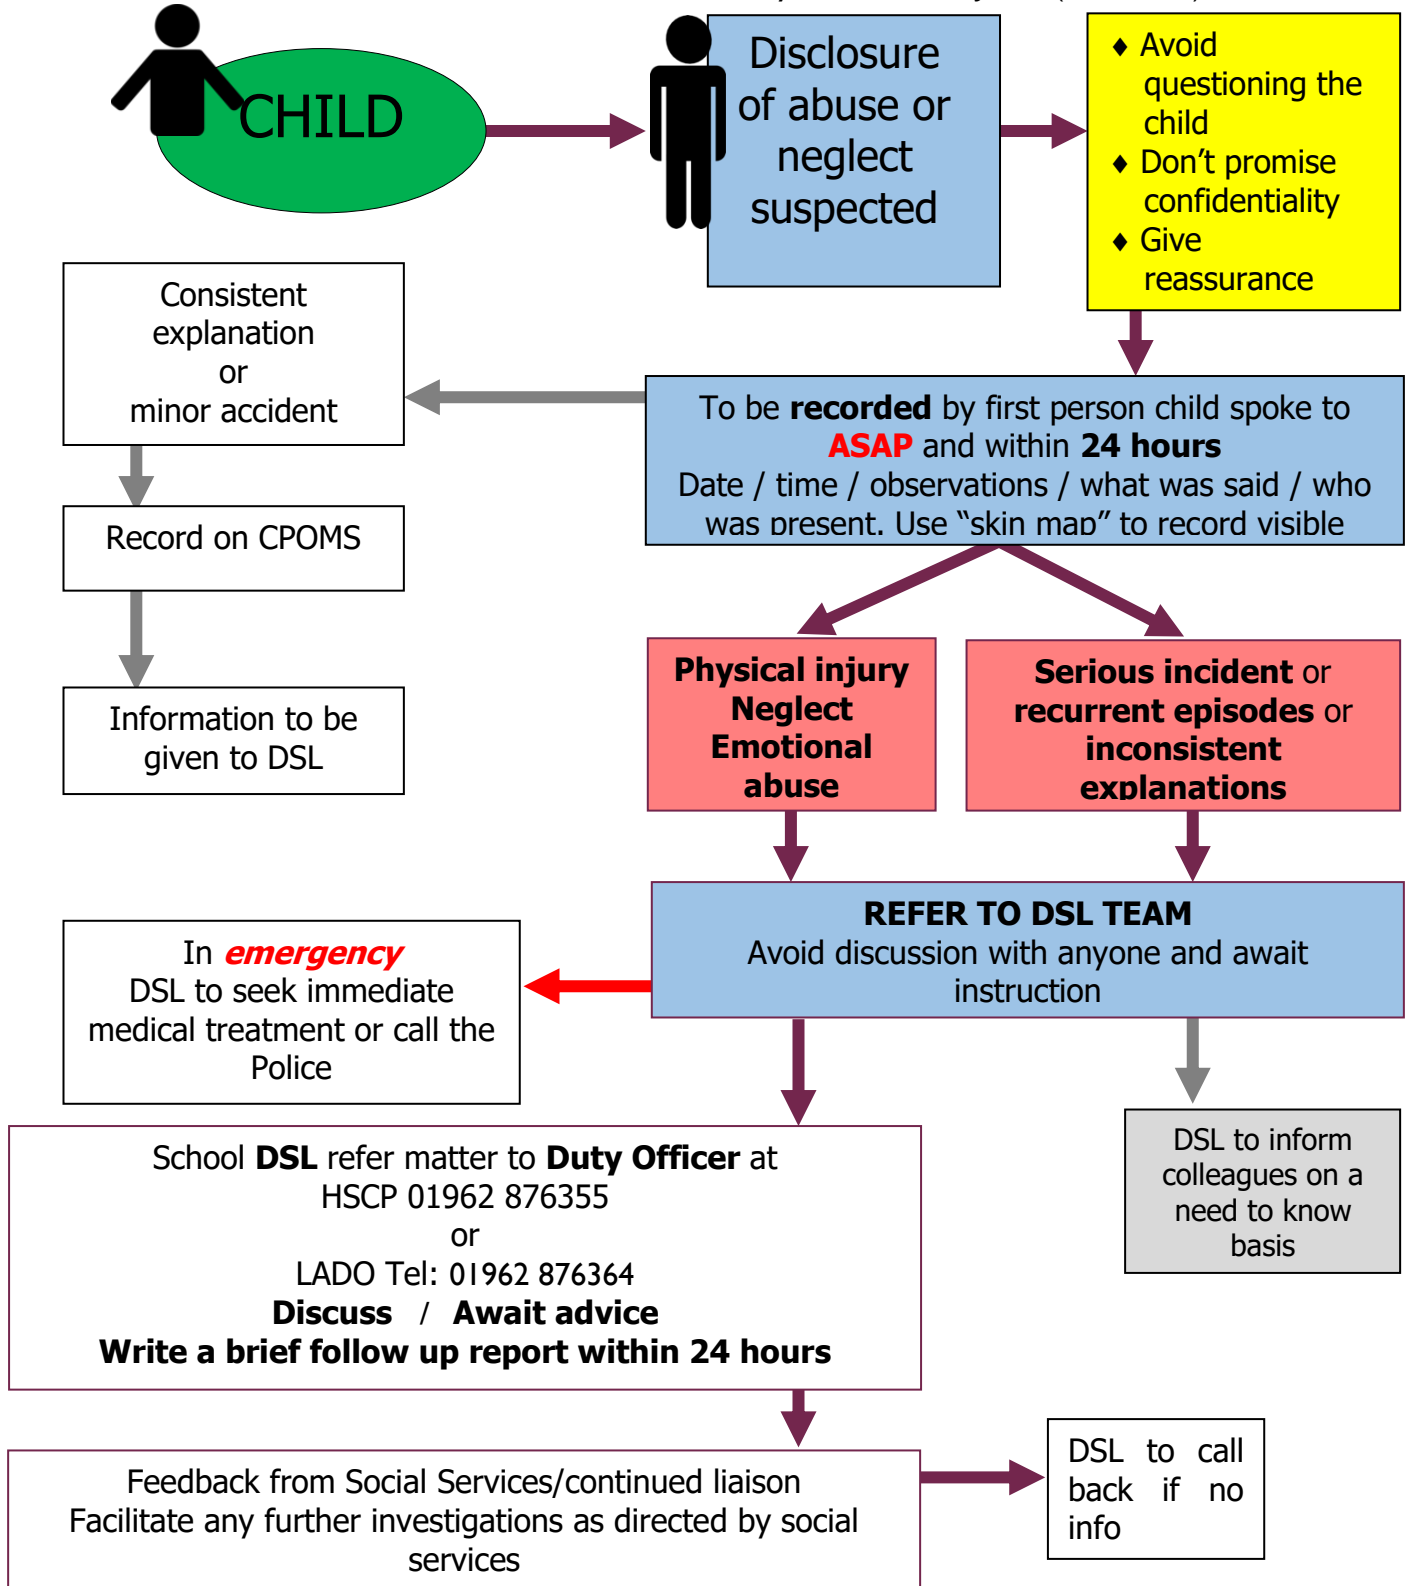 CHILD
Disclosure
of abuse or
neglect
suspected
♦ Avoid
questioning the
child
♦ Don't promise
confidentiality
♦ Give
reassurance
Consistent
explanation
or
minor accident
To be recorded by first person child spoke to
ASAP and within 24 hours
Date / time / observations / what was said / who
was present. Use “skin map” to record visible
Record on CPOMS
Information to be
given to DSL
Physical injury
Neglect
Emotional
abuse
Serious incident or
recurrent episodes or
inconsistent
explanations
REFER TO DSL TEAM
Avoid discussion with anyone and await
instruction
In emergency
DSL to seek immediate
medical treatment or call the
Police
School DSL refer matter to Duty Officer at
HSCP 01962 876355
or
LADO Tel: 01962 876364
Discuss / Await advice
Write a brief follow up report within 24 hours
DSL to inform
colleagues on a
need to know
basis
Feedback from Social Services/continued liaison
Facilitate any further investigations as directed by social
services
DSL to call
back if no
info